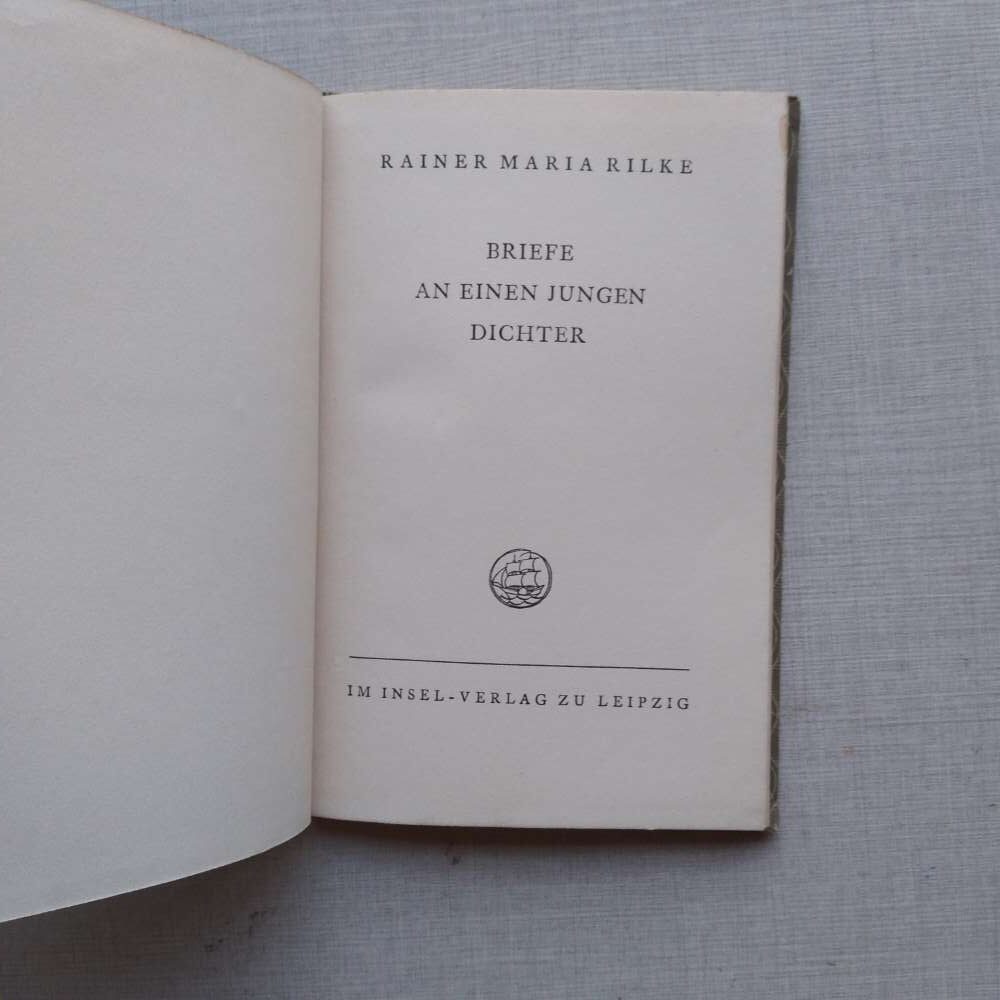 RAINER MARIA RILKE
BRIEFE
AN EINEN JUNGEN
DICHTER
IM INSEL-VERLAG ZU LEIPZIG